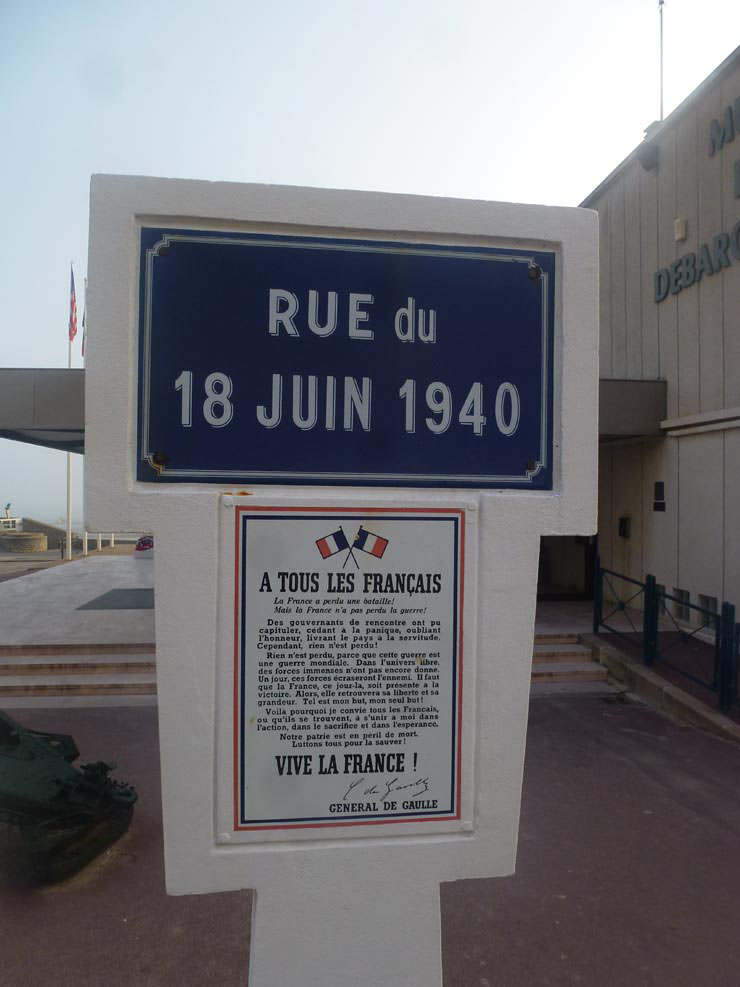 RUE du
18 JUIN 1940
A TOUS LES FRANÇAIS
La France a perdu une bataille!
Mais la France n'a pas perdu la guerre!
Des gouvernants de rencontre ont pu
capituler, cédant à la panique, oubliant
l'honneur, livrant le pays à la servitude.
Cependant, rien n'est perdu!
Rien n'est perdu, parce que cette guerre est
une guerre mondiale. Dans l'univers libre,
des forces immenses n'ont pas encore donné.
Un jour, ces forces écraseront l'ennemi. Il faut
que la France, ce jour-là, soit présente à la
victoire. Alors, elle retrouvera sa liberté et sa
grandeur. Tel est mon but, mon seul but!
Voilà pourquoi je convie tous les Français,
où qu'ils se trouvent, à s'unir à moi dans
l'action, dans le sacrifice et dans l'espérance.
Notre patrie est en péril de mort.
Luttons tous pour la sauver!
VIVE LA FRANCE !
C. de Gaulle
GENERAL DE GAULLE
M
DEBARQ